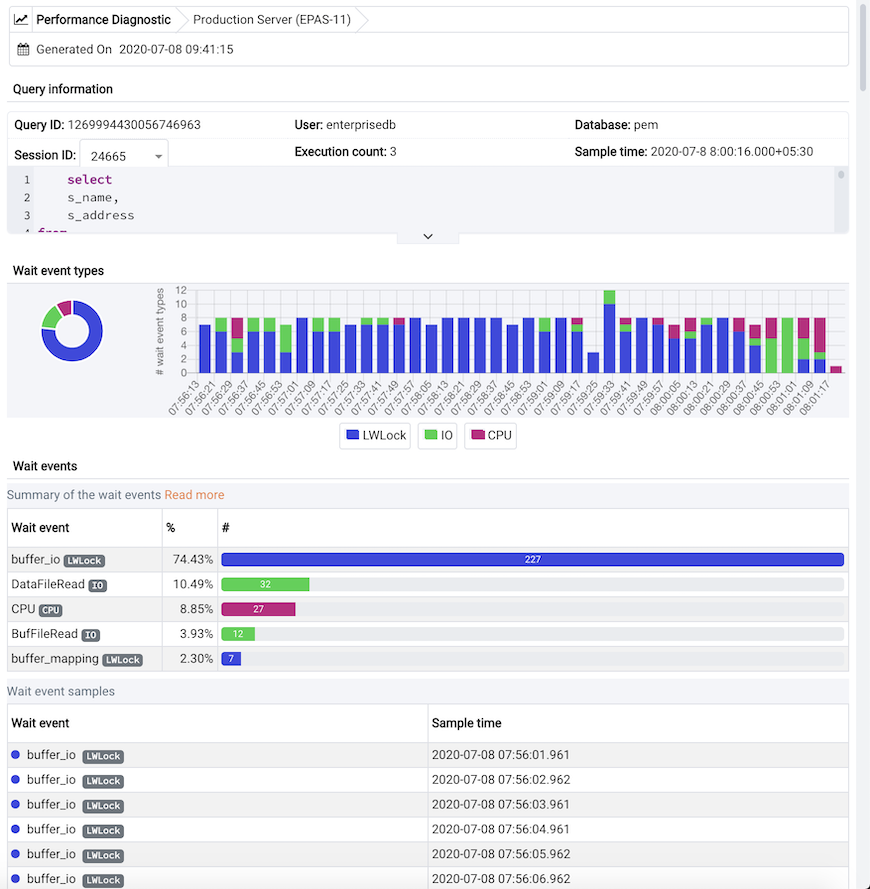 Performance Diagnostic Production Server (EPAS-11)
Generated On 2020-07-08 09:41:15
Query information
Query ID: 1269994430056746963 User: enterprisedb Database: pem
Session ID: 24665 Execution count: 3 Sample time: 2020-07-8 8:00:16.000+05:30
1 select
2 s_name,
3 s_address
4 from
Wait event types
# wait event types
12
10
8
6
4
2
0
07:56:13 07:56:21 07:56:29 07:56:37 07:56:45 07:56:53 07:57:01 07:57:09 07:57:17 07:57:25 07:57:33 07:57:41 07:57:49 07:57:57 07:58:05 07:58:13 07:58:21 07:58:29 07:58:37 07:58:45 07:58:53 07:59:01 07:59:09 07:59:17 07:59:25 07:59:33 07:59:41 07:59:49 07:59:57 08:00:05 08:00:13 08:00:21 08:00:29 08:00:37 08:00:45 08:00:53 08:01:01 08:01:09 08:01:17
LWLock IO CPU
Wait events
Summary of the wait events Read more
Wait event % #
buffer_io LWLock 74.43% 227
DataFileRead IO 10.49% 32
CPU CPU 8.85% 27
BufFileRead IO 3.93% 12
buffer_mapping LWLock 2.30% 7
Wait event samples
Wait event Sample time
buffer_io LWLock 2020-07-08 07:56:01.961
buffer_io LWLock 2020-07-08 07:56:02.962
buffer_io LWLock 2020-07-08 07:56:03.961
buffer_io LWLock 2020-07-08 07:56:04.961
buffer_io LWLock 2020-07-08 07:56:05.962
buffer_io LWLock 2020-07-08 07:56:06.962